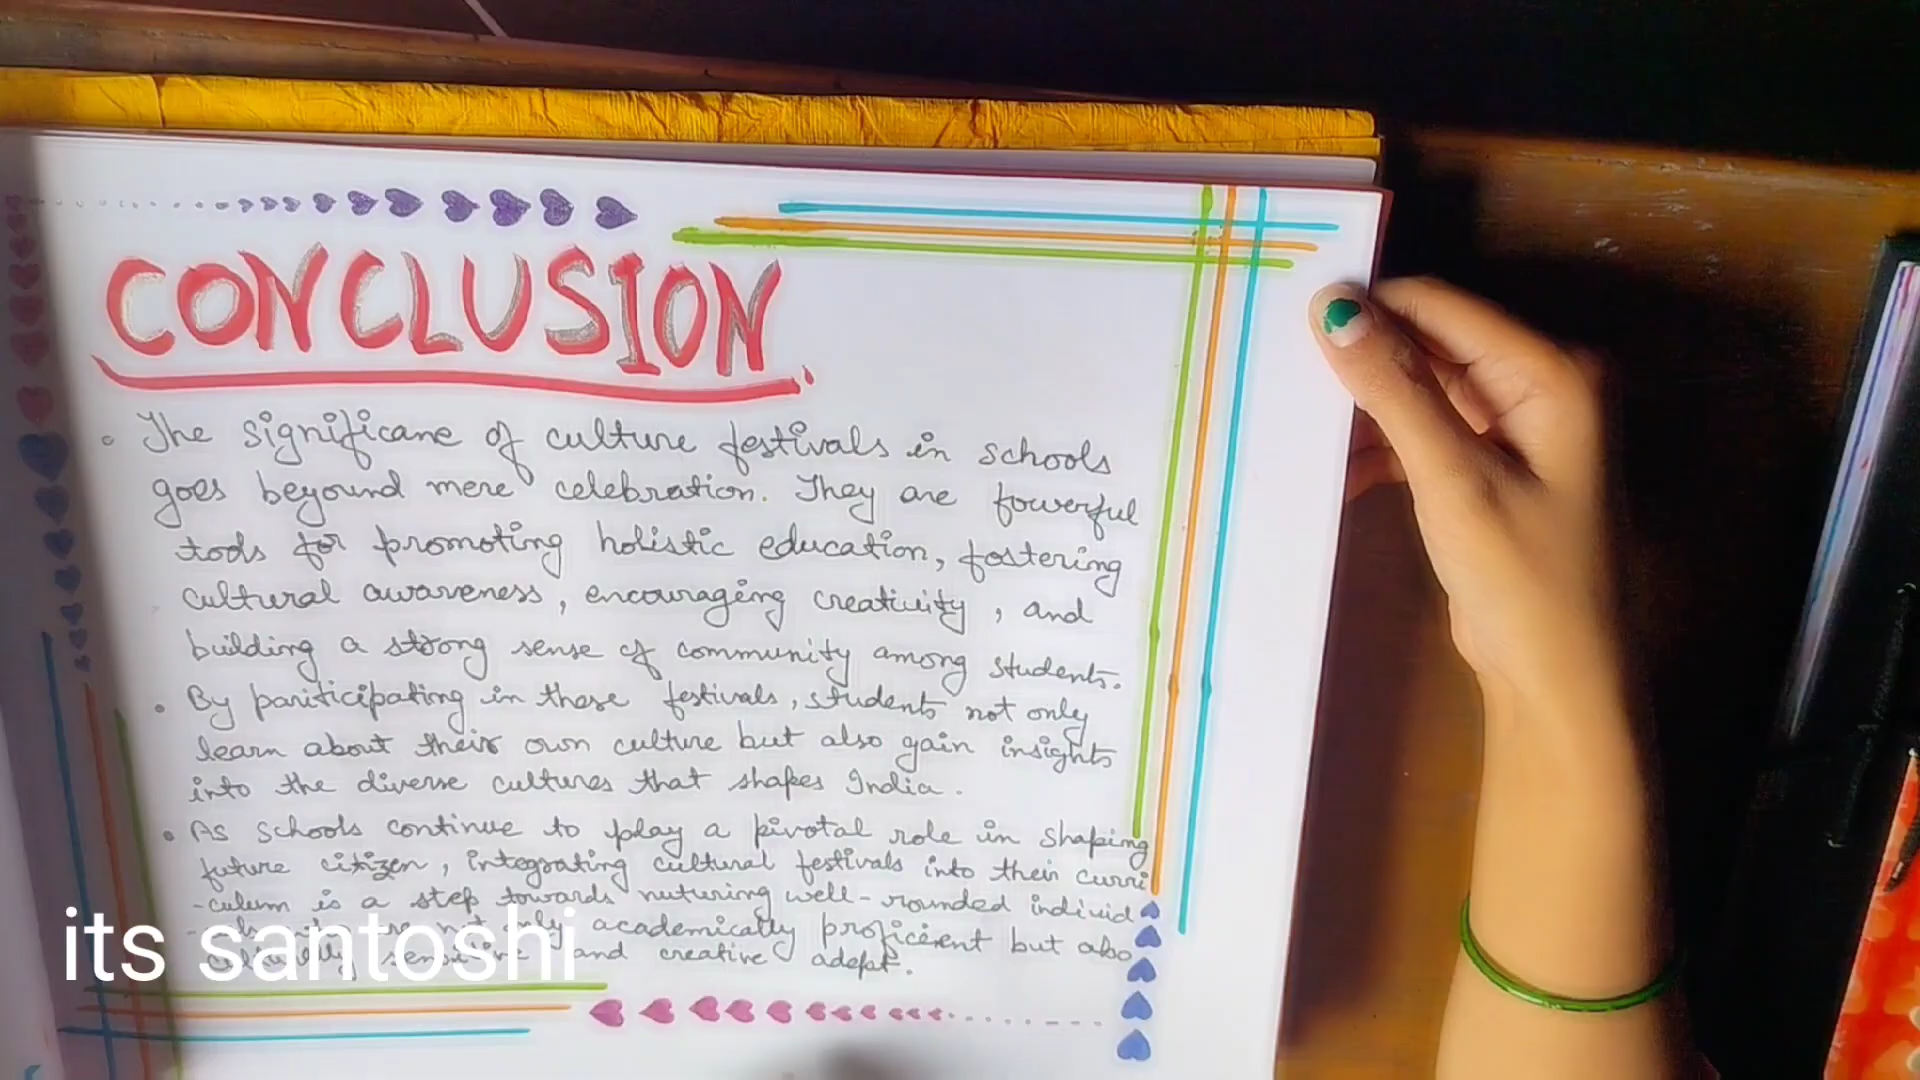 CONCLUSION
The significane of culture festivals in schools
goes beyound mere celebration. They are powerful
tools for promoting holistic education, fostering
cultural awareness, encouraging creativity, and
building a strong sense of community among students.
By pariticipating in these festivals, students not only
learn about their own culture but also gain insights
into the diverse cultures that shapes India.
As schools continue to play a pivotal role in shaping
future citizen, integrating cultural festivals into their curri
-culum is a step towards nuturing well-rounded individ
only academically proficient but also
and creative adept.
its santoshi